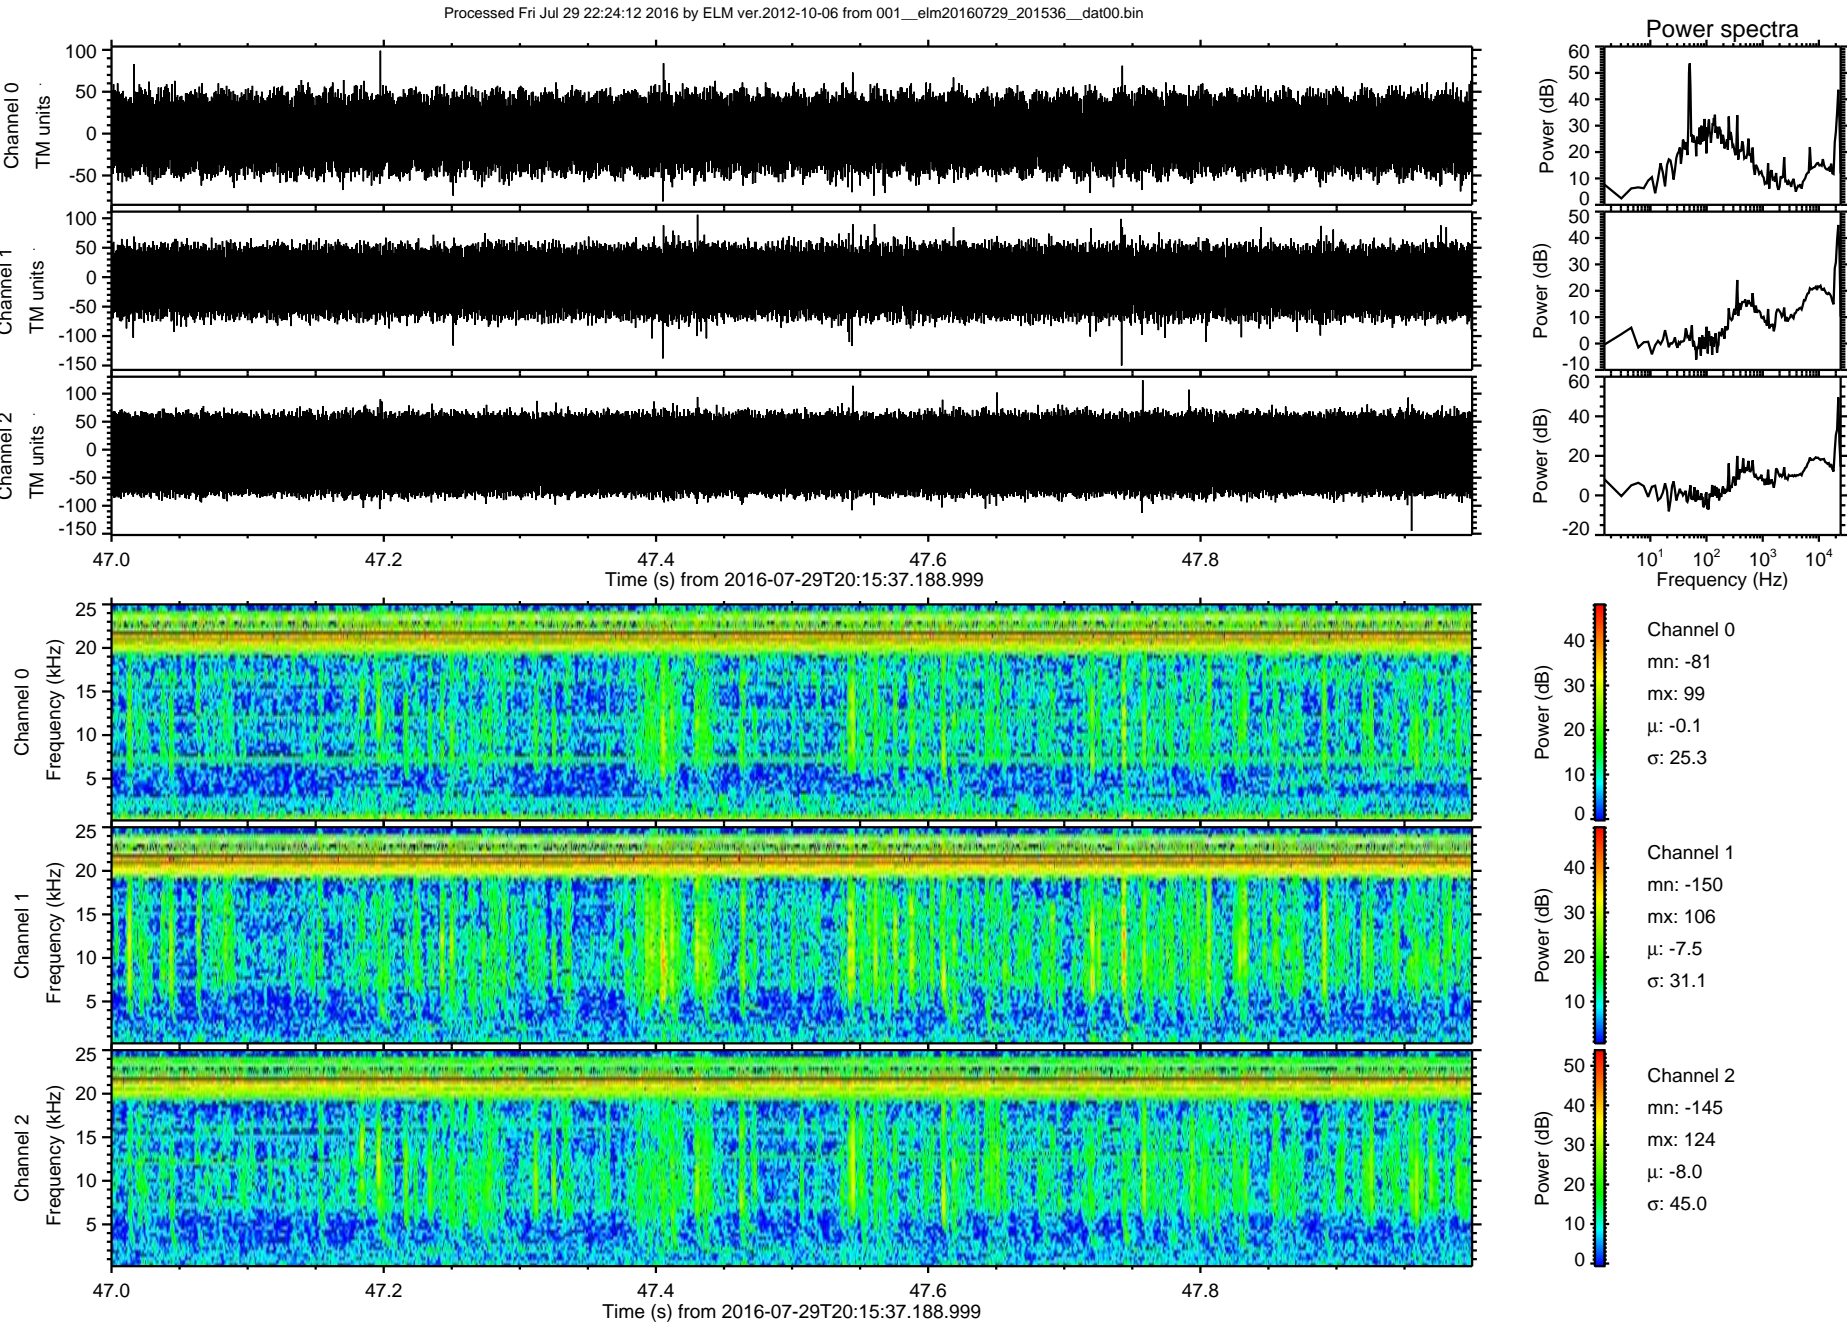 Processed Fri Jul 29 22:24:12 2016 by ELM ver.2012-10-06 from 001__elm20160729_201536__dat00.bin
Power spectra
Channel 0
TM units
100
50
0
-50
Power (dB)
60
50
40
30
20
10
0
Channel 1
TM units
100
50
0
-50
-100
-150
Power (dB)
50
40
30
20
10
0
-10
Channel 2
TM units
100
50
0
-50
-100
-150
Power (dB)
60
40
20
0
-20
47.0 47.2 47.4 47.6 47.8
Time (s) from 2016-07-29T20:15:37.188.999
10^1 10^2 10^3 10^4
Frequency (Hz)
Channel 0
Frequency (kHz)
25
20
15
10
5
Power (dB)
40
30
20
10
0
Channel 0
mn: -81
mx: 99
μ: -0.1
σ: 25.3
Channel 1
Frequency (kHz)
25
20
15
10
5
Power (dB)
40
30
20
10
Channel 1
mn: -150
mx: 106
μ: -7.5
σ: 31.1
Channel 2
Frequency (kHz)
25
20
15
10
5
Power (dB)
50
40
30
20
10
0
Channel 2
mn: -145
mx: 124
μ: -8.0
σ: 45.0
47.0 47.2 47.4 47.6 47.8
Time (s) from 2016-07-29T20:15:37.188.999